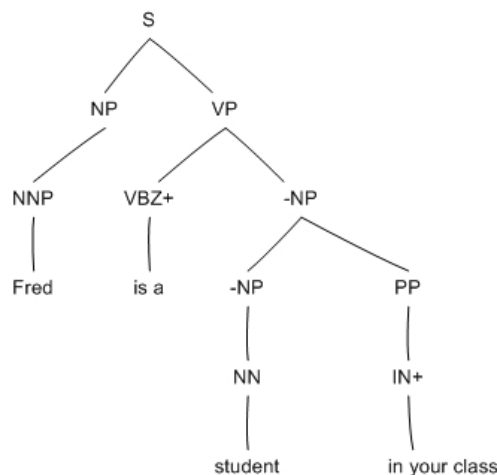 S
NP VP
NNP VBZ+ -NP
Fred is a -NP PP
NN IN+
student in your class